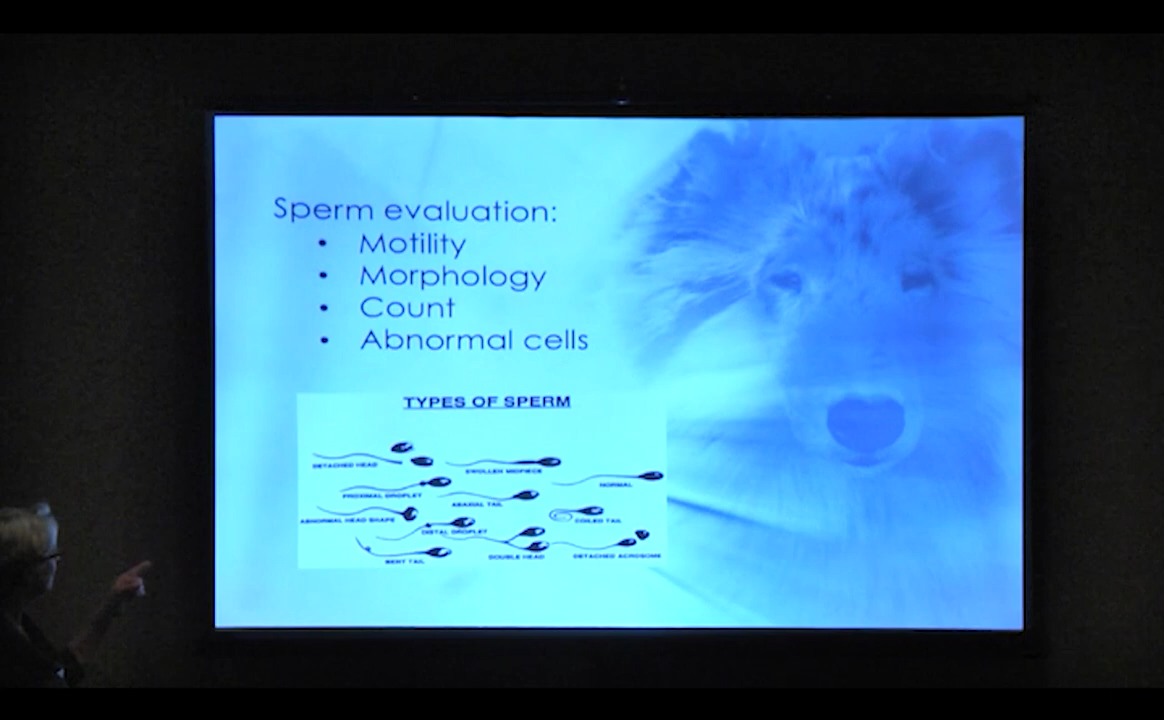 Sperm evaluation:
• Motility
• Morphology
• Count
• Abnormal cells
TYPES OF SPERM
DETACHED HEAD
SWOLLEN MIDPIECE
NORMAL
PROXIMAL DROPLET
ABAXIAL TAIL
ABNORMAL HEAD SHAPE
DISTAL DROPLET
COILED TAIL
BENT TAIL
DOUBLE HEAD
DETACHED ACROSOME